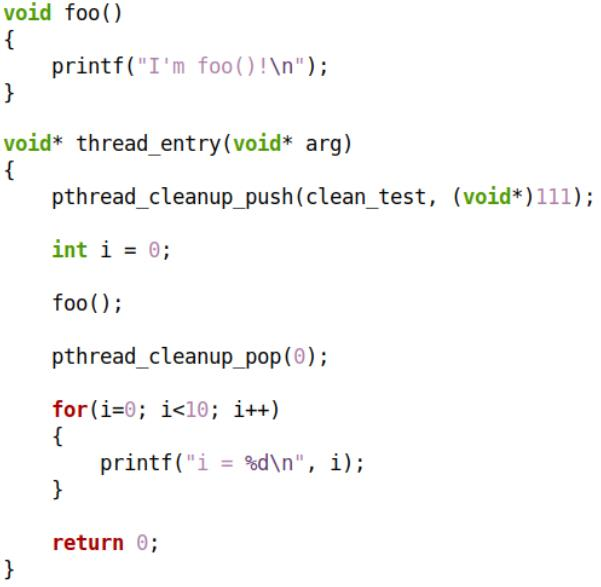 void foo()
{
    printf("I'm foo()!\n");
}

void* thread_entry(void* arg)
{
    pthread_cleanup_push(clean_test, (void*)111);

    int i = 0;

    foo();

    pthread_cleanup_pop(0);

    for(i=0; i<10; i++)
    {
        printf("i = %d\n", i);
    }

    return 0;
}